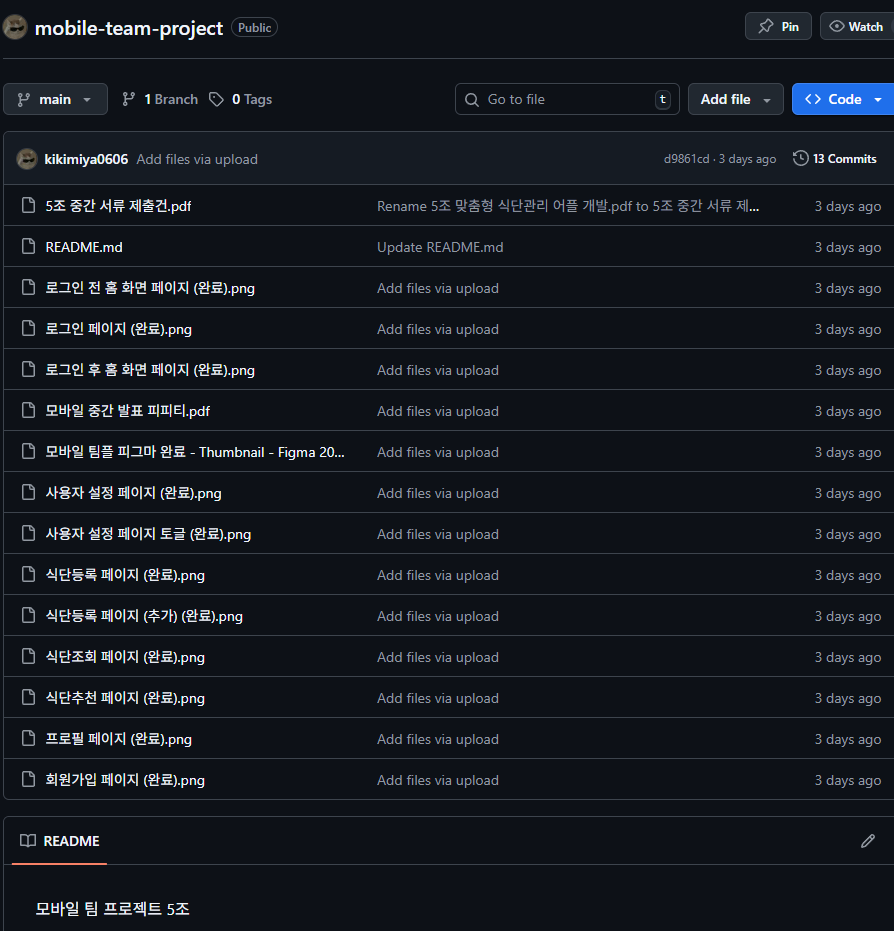 mobile-team-project Public Pin Watch
main 1 Branch 0 Tags Go to file t Add file Code
kikimiya0606 Add files via upload d9861cd · 3 days ago 13 Commits
5조 중간 서류 제출건.pdf Rename 5조 맞춤형 식단관리 어플 개발.pdf to 5조 중간 서류 제... 3 days ago
README.md Update README.md 3 days ago
로그인 전 홈 화면 페이지 (완료).png Add files via upload 3 days ago
로그인 페이지 (완료).png Add files via upload 3 days ago
로그인 후 홈 화면 페이지 (완료).png Add files via upload 3 days ago
모바일 중간 발표 피피티.pdf Add files via upload 3 days ago
모바일 팀플 피그마 완료 - Thumbnail - Figma 20... Add files via upload 3 days ago
사용자 설정 페이지 (완료).png Add files via upload 3 days ago
사용자 설정 페이지 토글 (완료).png Add files via upload 3 days ago
식단등록 페이지 (완료).png Add files via upload 3 days ago
식단등록 페이지 (추가) (완료).png Add files via upload 3 days ago
식단조회 페이지 (완료).png Add files via upload 3 days ago
식단추천 페이지 (완료).png Add files via upload 3 days ago
프로필 페이지 (완료).png Add files via upload 3 days ago
회원가입 페이지 (완료).png Add files via upload 3 days ago
README
모바일 팀 프로젝트 5조